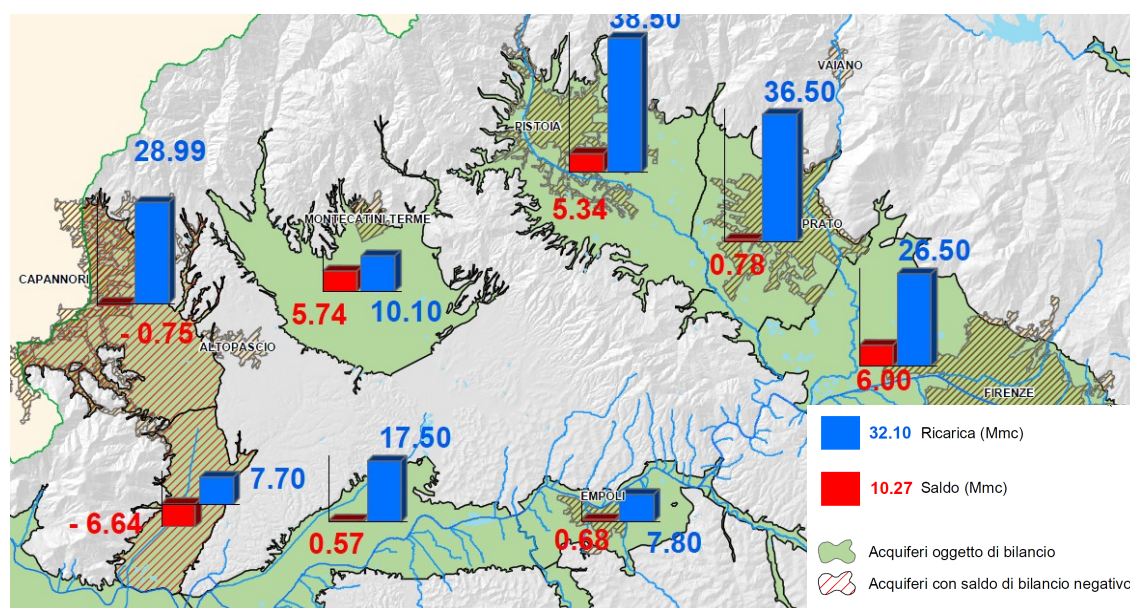 38.50
VAIANO
36.50
PISTOIA
28.99
5.34
MONTECATINI-TERME
PRATO
0.78
26.50
CAPANNORI
5.74
10.10
- 0.75
ALTOPASCIO
6.00
FIRENZE
32.10 Ricarica (Mmc)
17.50
7.70
10.27 Saldo (Mmc)
EMPOLI
- 6.64
0.57
0.68
7.80
Acquiferi oggetto di bilancio
Acquiferi con saldo di bilancio negativo